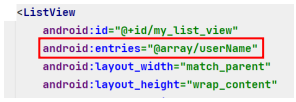 <ListView
android:id="@+id/my_list_view"
android:entries="@array/userName"
android:layout_width="match_parent"
android:layout_height="wrap_content"